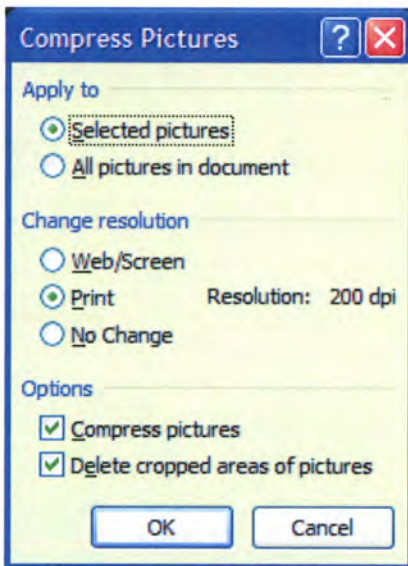 Compress Pictures
Apply to
Selected pictures
All pictures in document
Change resolution
Web/Screen
Print Resolution: 200 dpi
No Change
Options
Compress pictures
Delete cropped areas of pictures
OK Cancel